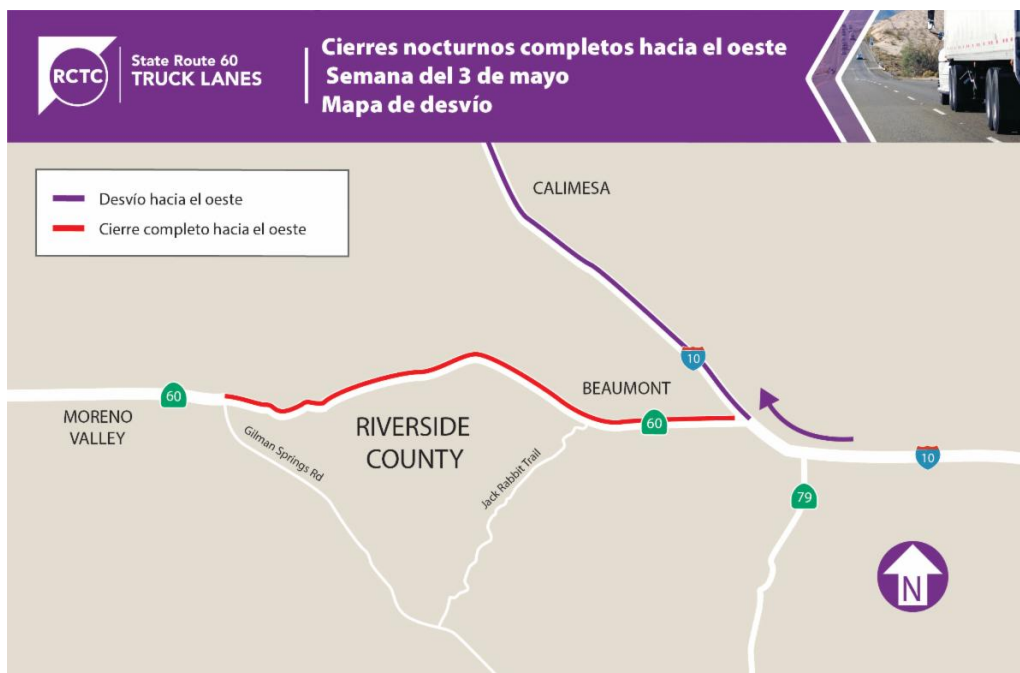 RCTC
State Route 60
TRUCK LANES
Cierres nocturnos completos hacia el oeste
Semana del 3 de mayo
Mapa de desvío
Desvío hacia el oeste
Cierre completo hacia el oeste
CALIMESA
10
BEAUMONT
60
MORENO
VALLEY
60
RIVERSIDE
COUNTY
Gilman Springs Rd
Jack Rabbit Trail
10
79
N